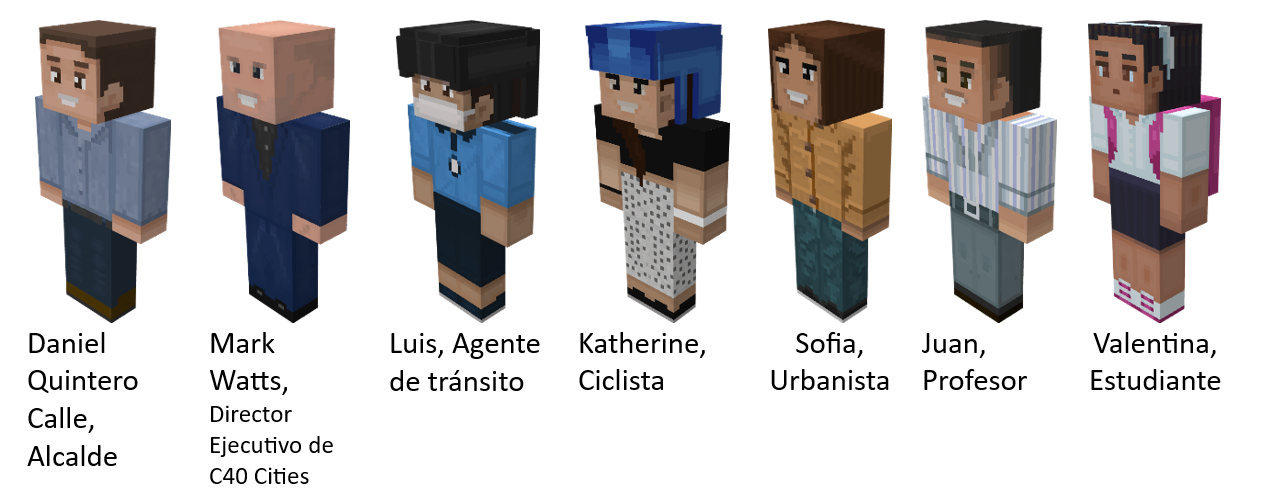 Daniel
Quintero
Calle,
Alcalde
Mark
Watts,
Director
Ejecutivo de
C40 Cities
Luis, Agente
de tránsito
Katherine,
Ciclista
Sofia,
Urbanista
Juan,
Profesor
Valentina,
Estudiante